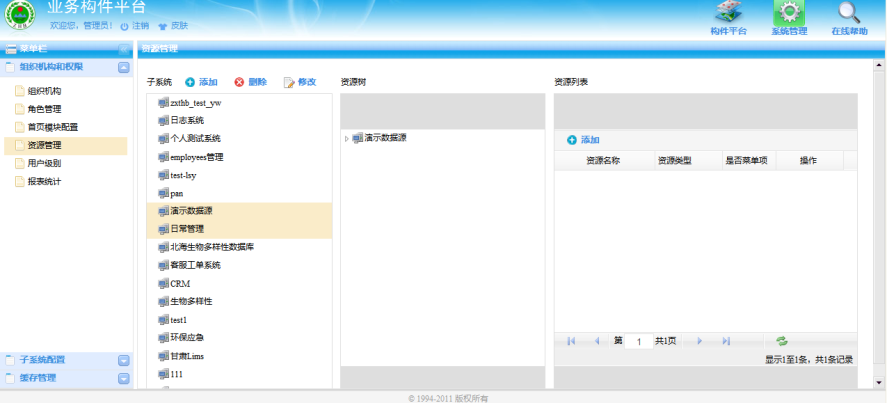 业务构件平台
欢迎您，管理员！ 注销 皮肤
构件平台 系统管理 在线帮助
菜单栏
资源管理
组织机构和权限
组织机构
角色管理
首页模块配置
资源管理
用户级别
报表统计
子系统配置
缓存管理
子系统 添加 删除 修改
zxthb_test_yw
日志系统
个人测试系统
employees管理
test-lsy
pan
演示数据源
日常管理
北海生物多样性数据库
客服工单系统
CRM
生物多样性
test1
环保应急
甘肃Lims
111
资源树
演示数据源
资源列表
添加
资源名称 资源类型 是否菜单项 操作
第 1 共1页
显示1至1条，共1条记录
© 1994-2011 版权所有